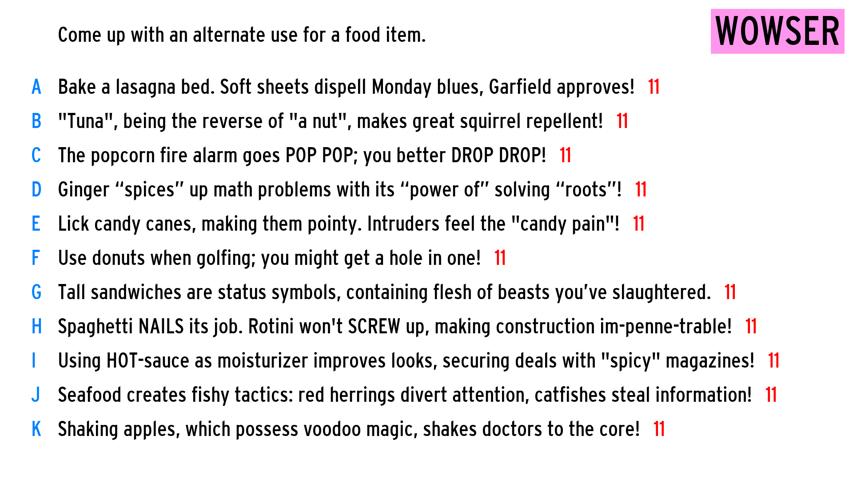 Come up with an alternate use for a food item.
WOWSER
A Bake a lasagna bed. Soft sheets dispell Monday blues, Garfield approves! 11
B "Tuna", being the reverse of "a nut", makes great squirrel repellent! 11
C The popcorn fire alarm goes POP POP; you better DROP DROP! 11
D Ginger “spices” up math problems with its “power of” solving “roots”! 11
E Lick candy canes, making them pointy. Intruders feel the "candy pain"! 11
F Use donuts when golfing; you might get a hole in one! 11
G Tall sandwiches are status symbols, containing flesh of beasts you’ve slaughtered. 11
H Spaghetti NAILS its job. Rotini won't SCREW up, making construction im-penne-trable! 11
I Using HOT-sauce as moisturizer improves looks, securing deals with "spicy" magazines! 11
J Seafood creates fishy tactics: red herrings divert attention, catfishes steal information! 11
K Shaking apples, which possess voodoo magic, shakes doctors to the core! 11